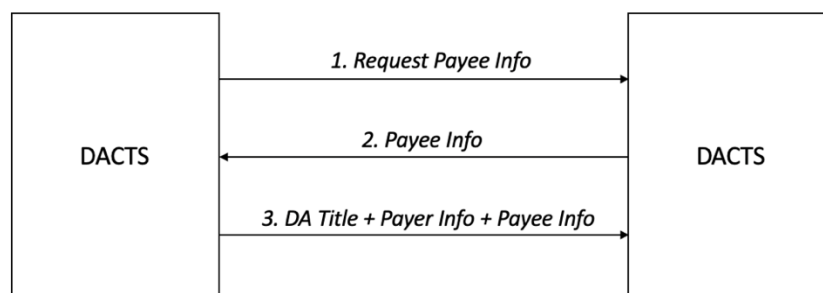 1. Request Payee Info
DACTS
2. Payee Info
DACTS
3. DA Title + Payer Info + Payee Info